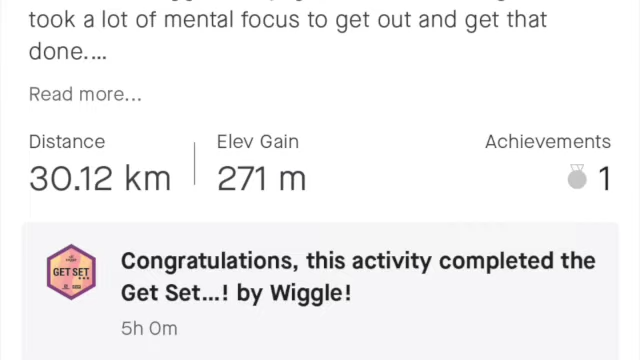 took a lot of mental focus to get out and get that
done....
Read more...
Distance
Elev Gain
Achievements
30.12 km
271 m
1
GET SET
Congratulations, this activity completed the
Get Set...! by Wiggle!
5h 0m